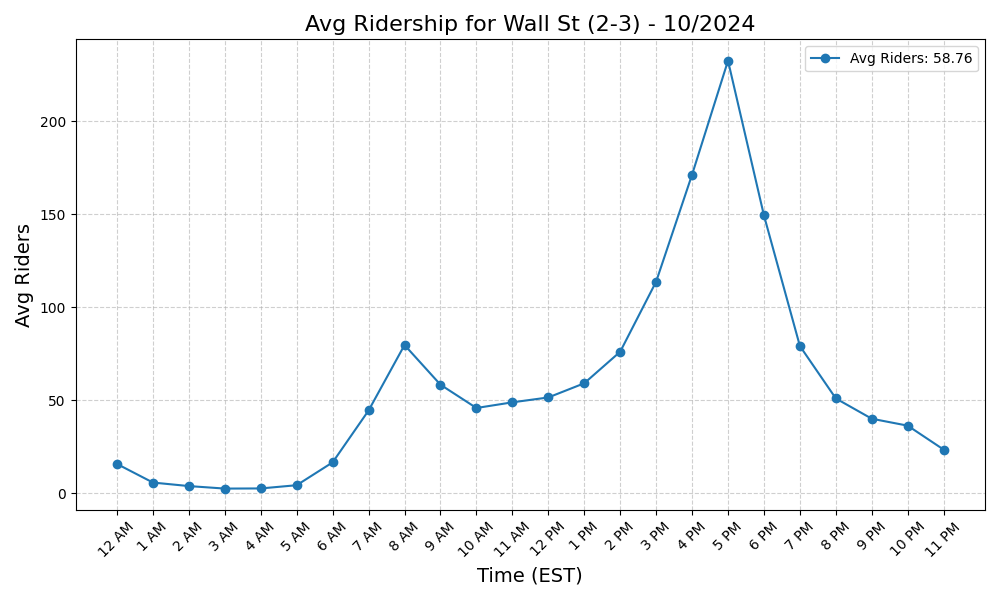 Avg Ridership for Wall St (2-3) - 10/2024
Avg Riders: 58.76
Avg Riders
200
150
100
50
0
12 AM
1 AM
2 AM
3 AM
4 AM
5 AM
6 AM
7 AM
8 AM
9 AM
10 AM
11 AM
12 PM
1 PM
2 PM
3 PM
4 PM
5 PM
6 PM
7 PM
8 PM
9 PM
10 PM
11 PM
Time (EST)